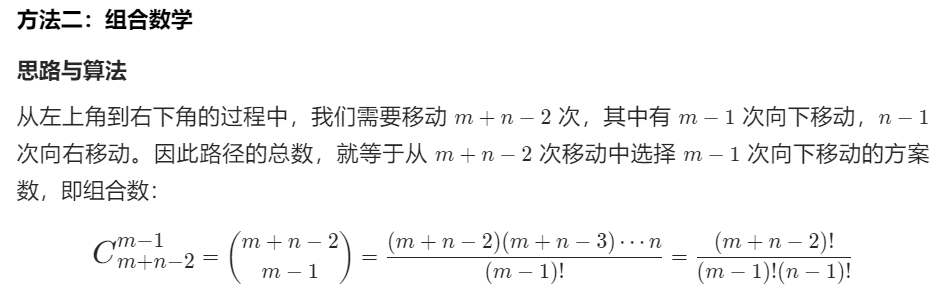 方法二：组合数学
思路与算法
从左上角到右下角的过程中，我们需要移动 m + n − 2 次，其中有 m − 1 次向下移动，n − 1
次向右移动。因此路径的总数，就等于从 m + n − 2 次移动中选择 m − 1 次向下移动的方案
数，即组合数：
C_{m+n−2}^{m−1} = \binom{m + n − 2}{m − 1} = \frac{(m + n − 2)(m + n − 3) ⋯ n}{(m − 1)!} = \frac{(m + n − 2)!}{(m − 1)!(n − 1)!}